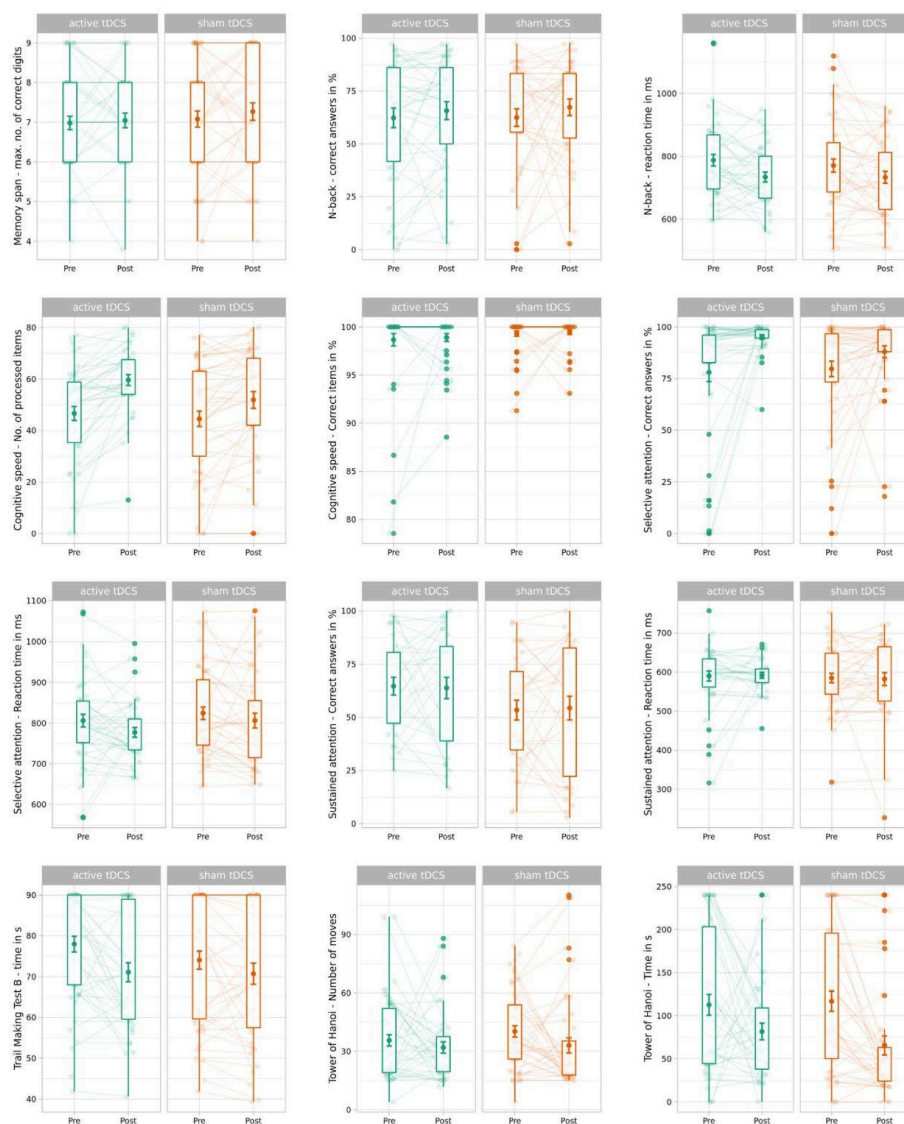 active tDCS sham tDCS
Memory span - max. no. of correct digits
9
8
7
6
5
4
Pre Post Pre Post
active tDCS sham tDCS
N-back - correct answers in %
100
75
50
25
0
Pre Post Pre Post
active tDCS sham tDCS
N-back - reaction time in ms
1000
800
600
Pre Post Pre Post
active tDCS sham tDCS
Cognitive speed - No. of processed items
80
60
40
20
0
Pre Post Pre Post
active tDCS sham tDCS
Cognitive speed - Correct items in %
100
95
90
85
80
Pre Post Pre Post
active tDCS sham tDCS
Selective attention - Correct answers in %
100
75
50
25
0
Pre Post Pre Post
active tDCS sham tDCS
Selective attention - Reaction time in ms
1100
1000
900
800
700
600
Pre Post Pre Post
active tDCS sham tDCS
Sustained attention - Correct answers in %
100
75
50
25
0
Pre Post Pre Post
active tDCS sham tDCS
Sustained attention - Reaction time in ms
700
600
500
400
300
Pre Post Pre Post
active tDCS sham tDCS
Trail Making Test B - time in s
90
80
70
60
50
40
Pre Post Pre Post
active tDCS sham tDCS
Tower of Hanoi - Number of moves
90
60
30
0
Pre Post Pre Post
active tDCS sham tDCS
Tower of Hanoi - Time in s
250
200
150
100
50
0
Pre Post Pre Post